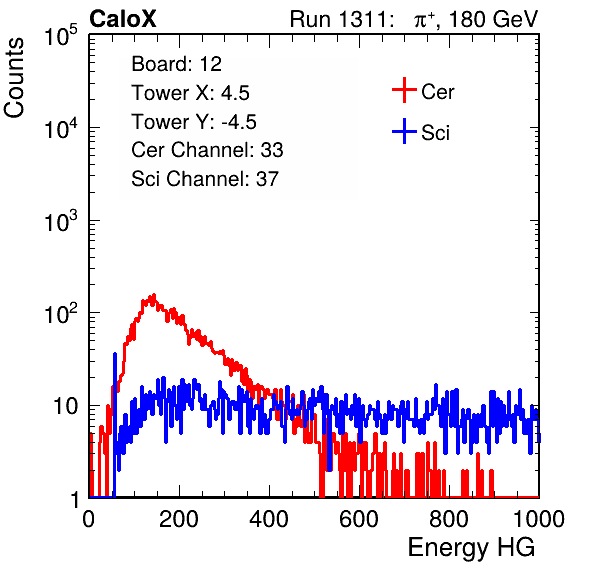 CaloX Run 1311: π⁺, 180 GeV
Counts
10⁵
10⁴
10³
10²
10
1
Board: 12
Tower X: 4.5
Tower Y: -4.5
Cer Channel: 33
Sci Channel: 37
Cer
Sci
0 200 400 600 800 1000
Energy HG